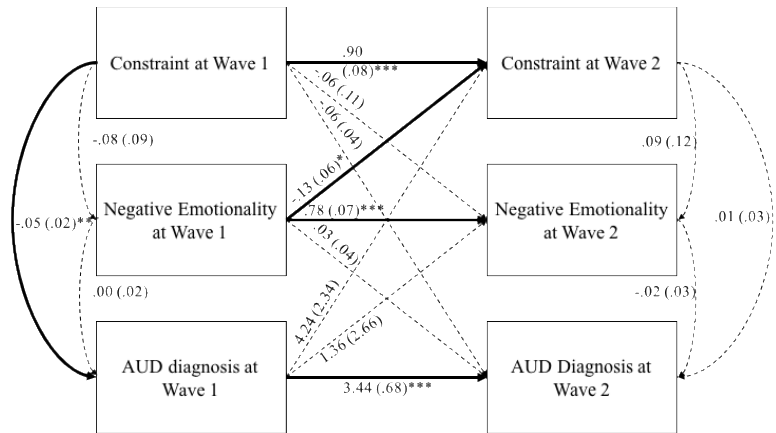 Constraint at Wave 1
.90
(.08)***
Constraint at Wave 2
-.06 (.11)
-.06 (.04)
-.08 (.09)
.09 (.12)
-.13 (.06)*
Negative Emotionality
at Wave 1
.78 (.07)***
Negative Emotionality
at Wave 2
-.05 (.02)**
.01 (.03)
.03 (.04)
.00 (.02)
-.02 (.03)
4.24 (2.34)
1.36 (2.66)
AUD diagnosis at
Wave 1
3.44 (.68)***
AUD Diagnosis at
Wave 2